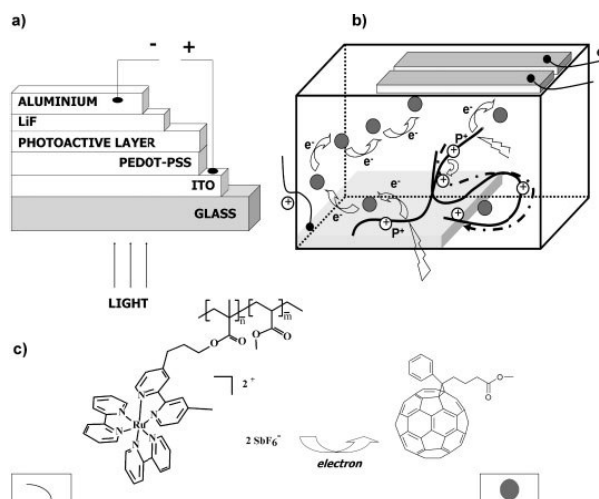 a)
- +
ALUMINIUM
LiF
PHOTOACTIVE LAYER
PEDOT-PSS
ITO
GLASS
LIGHT
b)
e-
e-
e-
P+
+
e-
e-
+
+
+
P+
+
c)
n m
O O O O
N N N N N N
Ru
2+
2 SbF6-
electron
O
O